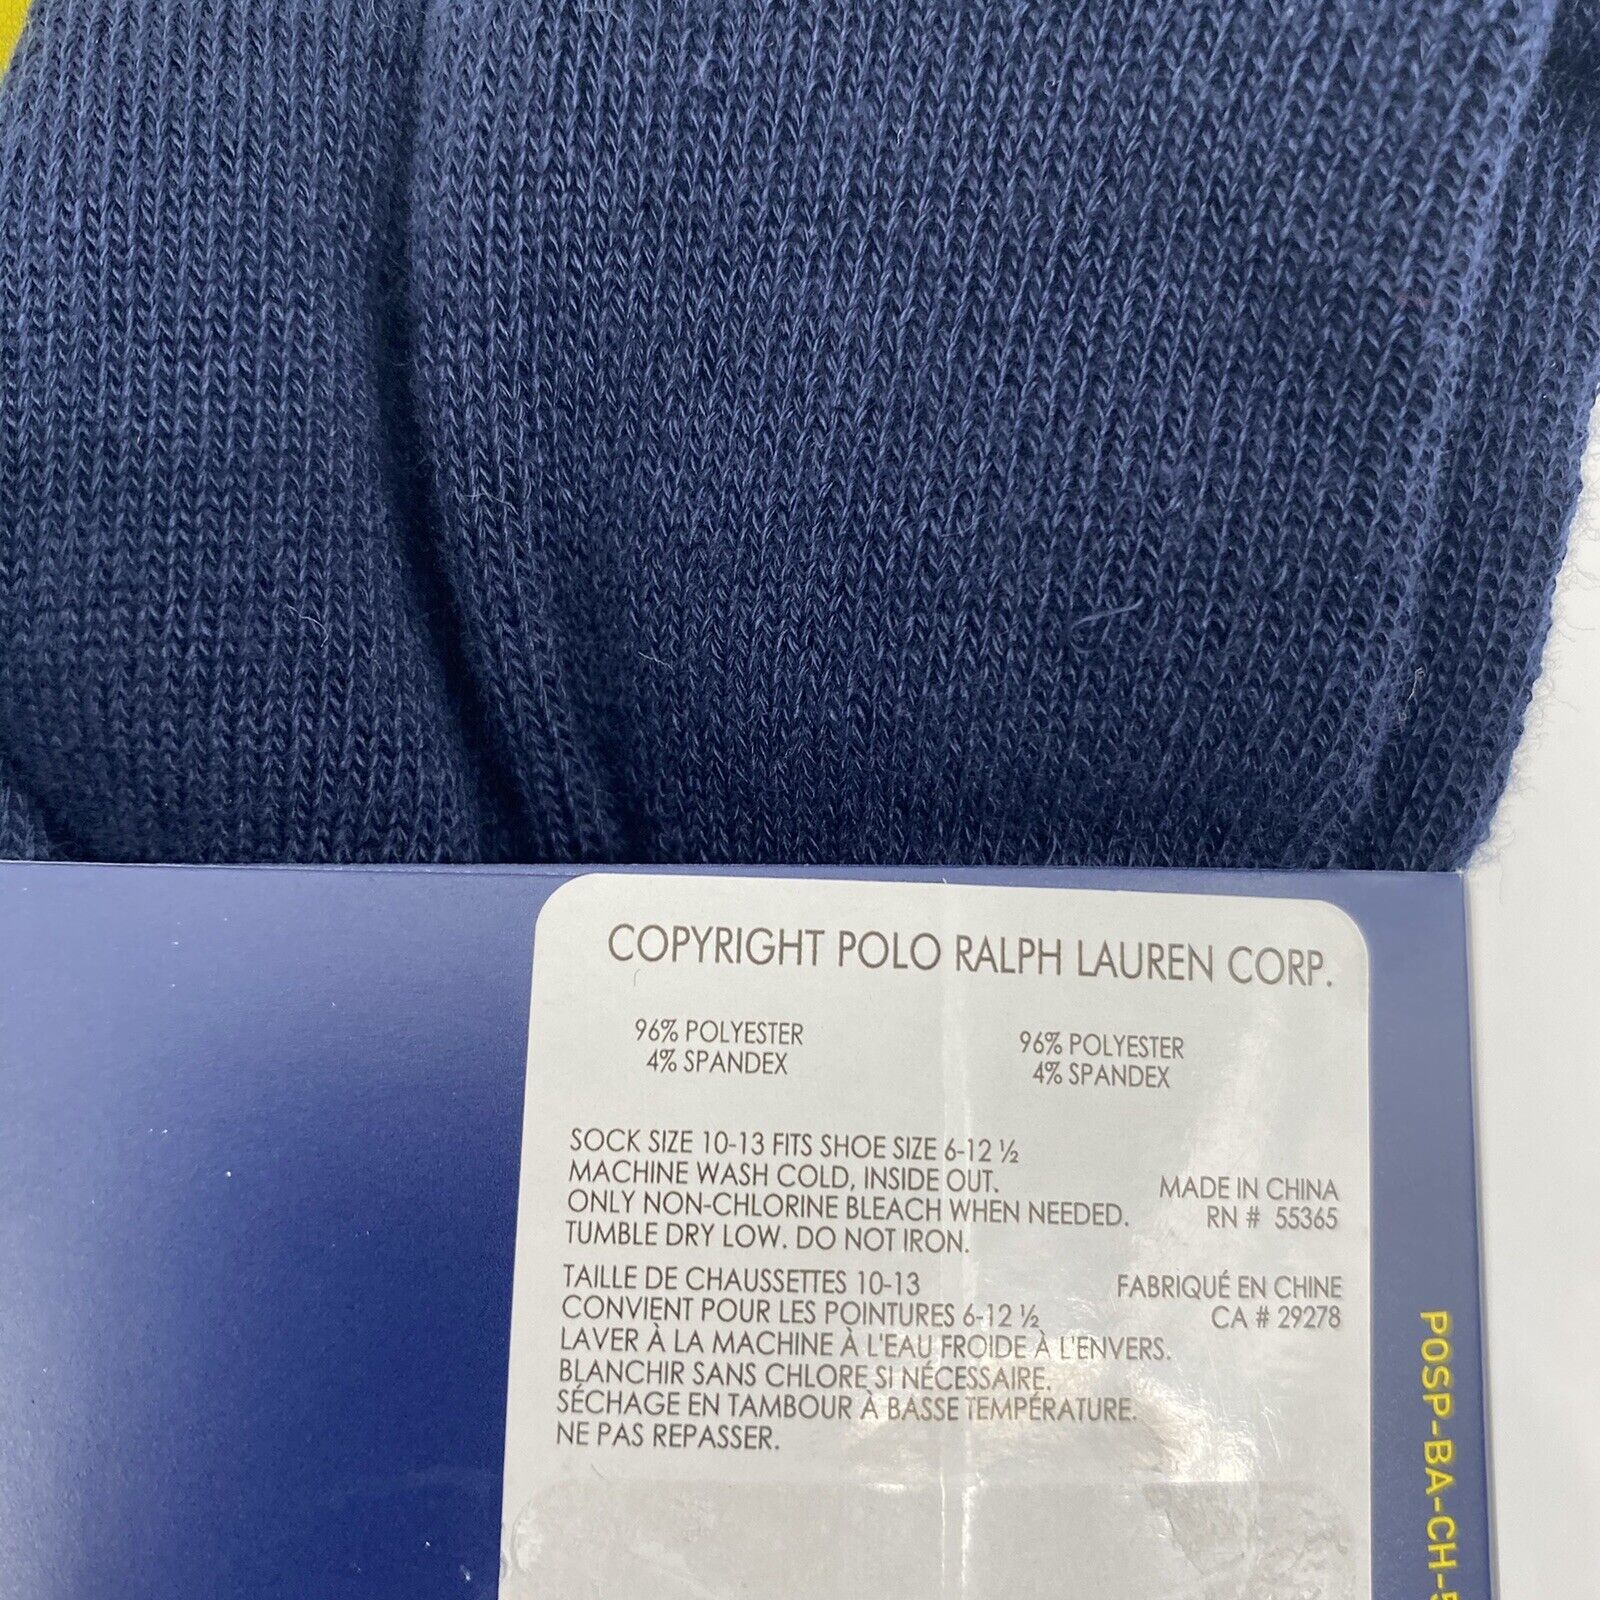 COPYRIGHT POLO RALPH LAUREN CORP.
96% POLYESTER
4% SPANDEX
96% POLYESTER
4% SPANDEX
SOCK SIZE 10-13 FITS SHOE SIZE 6-12 ½
MACHINE WASH COLD, INSIDE OUT.
ONLY NON-CHLORINE BLEACH WHEN NEEDED.
TUMBLE DRY LOW. DO NOT IRON.
MADE IN CHINA
RN # 55365
TAILLE DE CHAUSSETTES 10-13
CONVIENT POUR LES POINTURES 6-12 ½
LAVER À LA MACHINE À L'EAU FROIDE À L'ENVERS.
BLANCHIR SANS CHLORE SI NÉCESSAIRE.
SÉCHAGE EN TAMBOUR À BASSE TEMPÉRATURE.
NE PAS REPASSER.
FABRIQUÉ EN CHINE
CA # 29278
POSP-BA-CH-